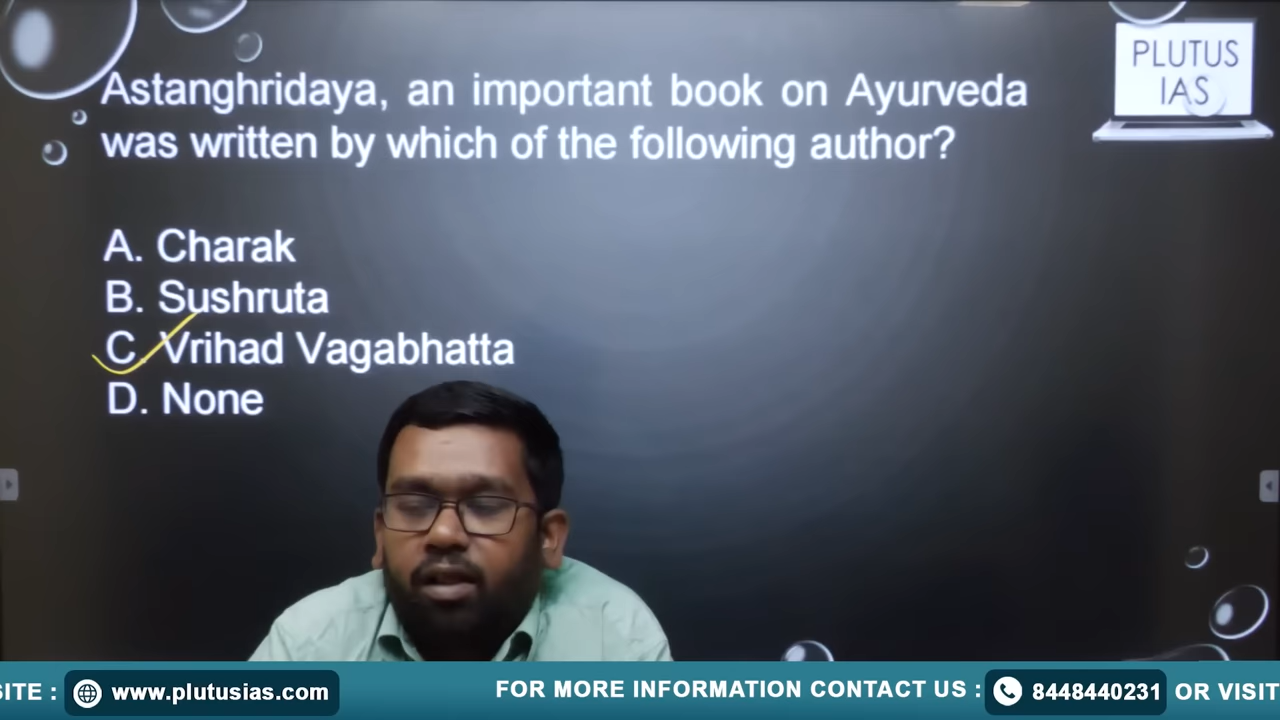 PLUTUS
IAS
Astanghridaya, an important book on Ayurveda
was written by which of the following author?
A. Charak
B. Sushruta
C. Vrihad Vagabhatta
D. None
SITE : www.plutusias.com FOR MORE INFORMATION CONTACT US : 8448440231 OR VISIT